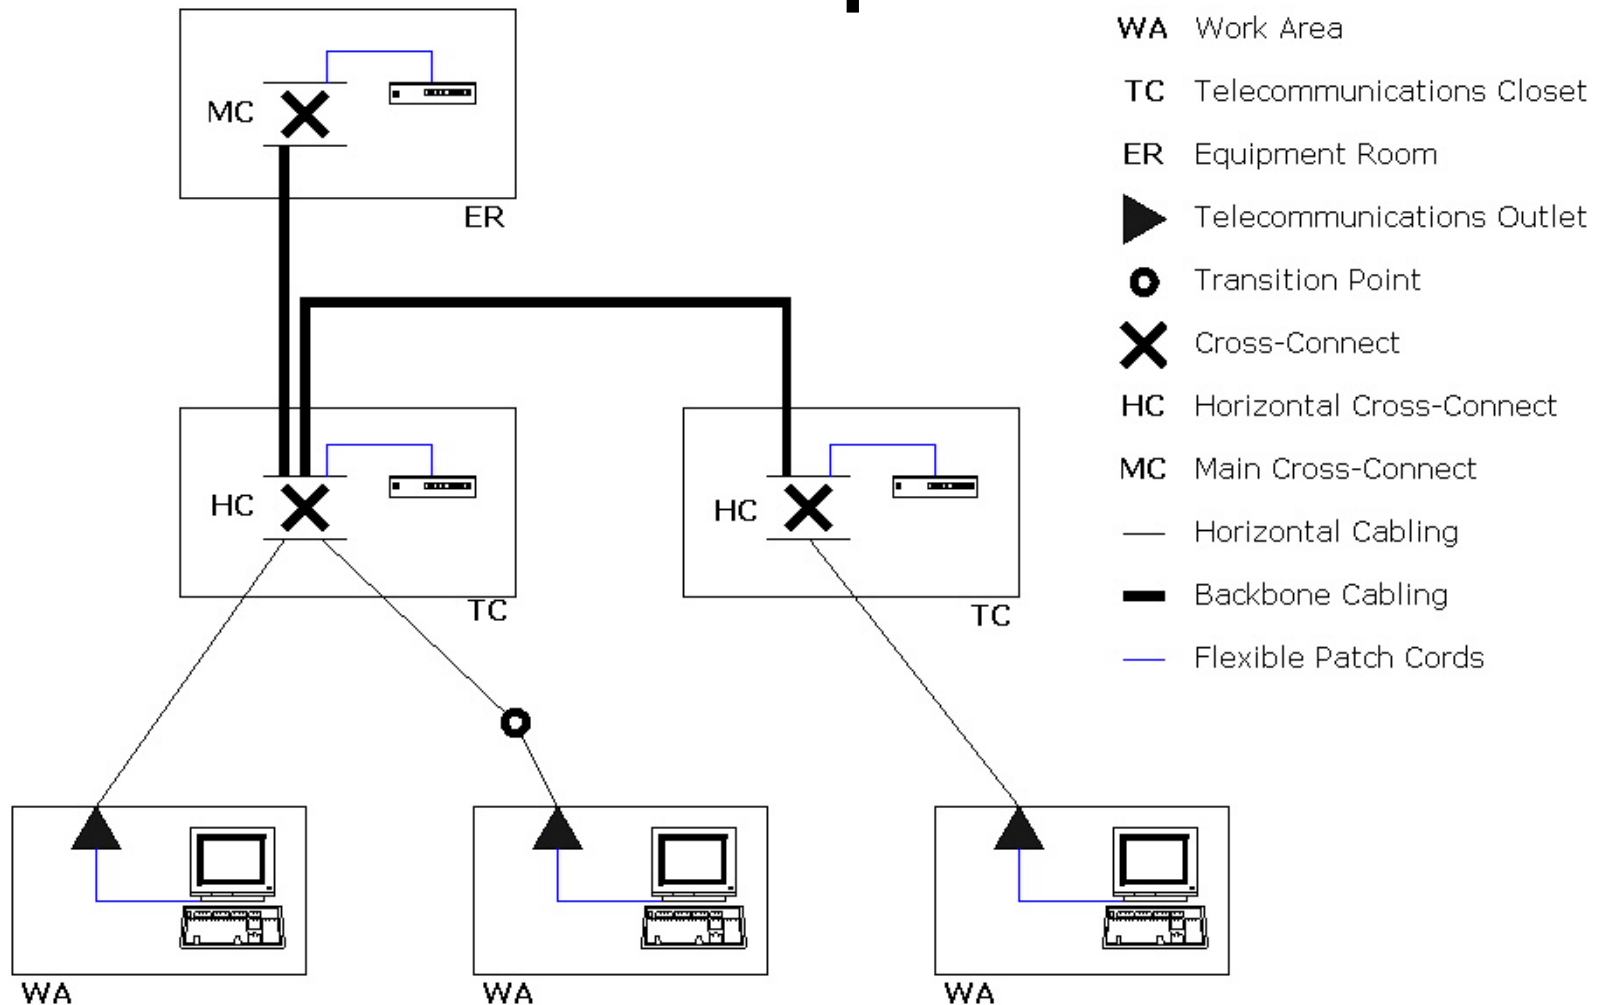 MC
ER
HC
TC
HC
TC
WA
WA
WA
WA Work Area
TC Telecommunications Closet
ER Equipment Room
Telecommunications Outlet
Transition Point
Cross-Connect
HC Horizontal Cross-Connect
MC Main Cross-Connect
Horizontal Cabling
Backbone Cabling
Flexible Patch Cords